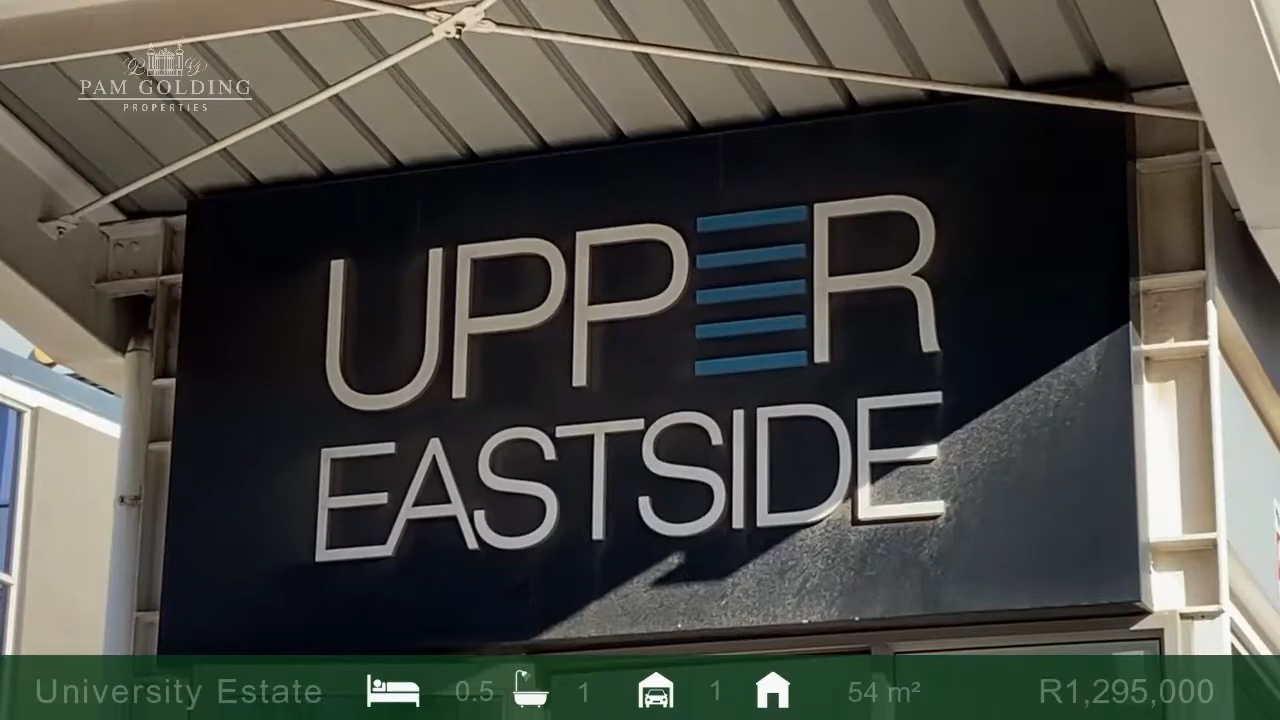 PAM GOLDING
PROPERTIES
UPPER
EASTSIDE
University Estate 0.5 1 1 54 m² R1,295,000